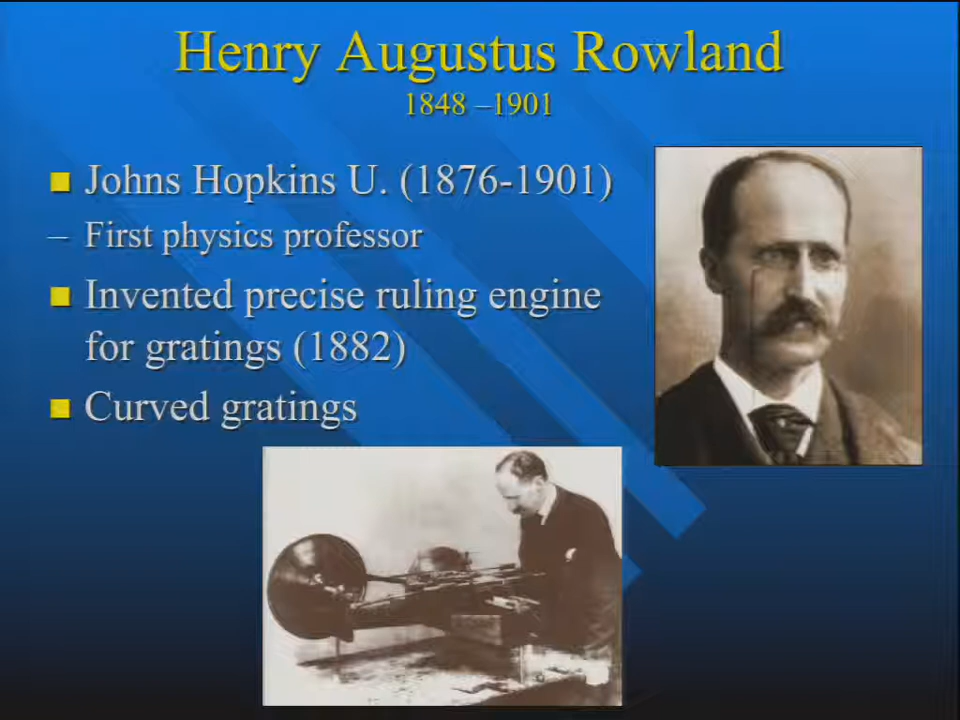 Henry Augustus Rowland
1848 –1901
■ Johns Hopkins U. (1876-1901)
– First physics professor
■ Invented precise ruling engine
for gratings (1882)
■ Curved gratings